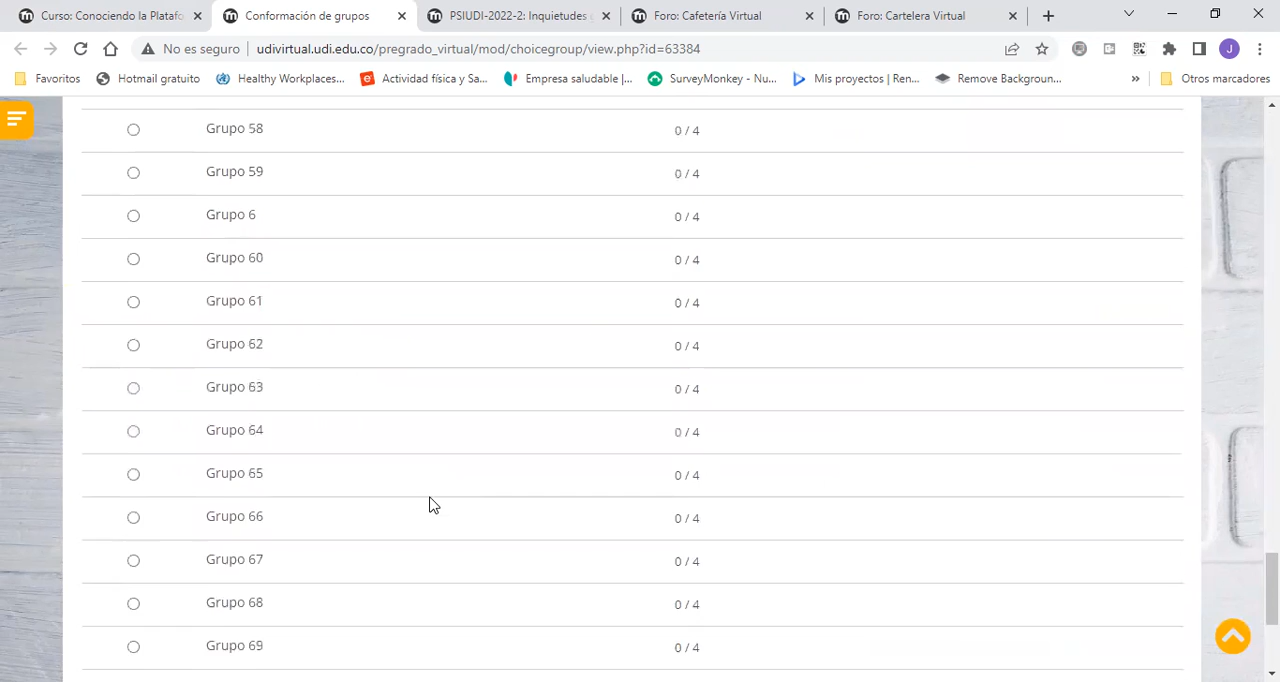 Curso: Conociendo la Platafo
Conformación de grupos
PSIUDI-2022-2: Inquietudes
Foro: Cafetería Virtual
Foro: Cartelera Virtual
No es seguro
udivirtual.udi.edu.co/pregrado_virtual/mod/choicegroup/view.php?id=63384
J
Favoritos
Hotmail gratuito
Healthy Workplaces...
Actividad física y Sa...
Empresa saludable |...
SurveyMonkey - Nu...
Mis proyectos | Ren...
Remove Backgroun...
»
Otros marcadores
Grupo 58 0 / 4
Grupo 59 0 / 4
Grupo 6 0 / 4
Grupo 60 0 / 4
Grupo 61 0 / 4
Grupo 62 0 / 4
Grupo 63 0 / 4
Grupo 64 0 / 4
Grupo 65 0 / 4
Grupo 66 0 / 4
Grupo 67 0 / 4
Grupo 68 0 / 4
Grupo 69 0 / 4